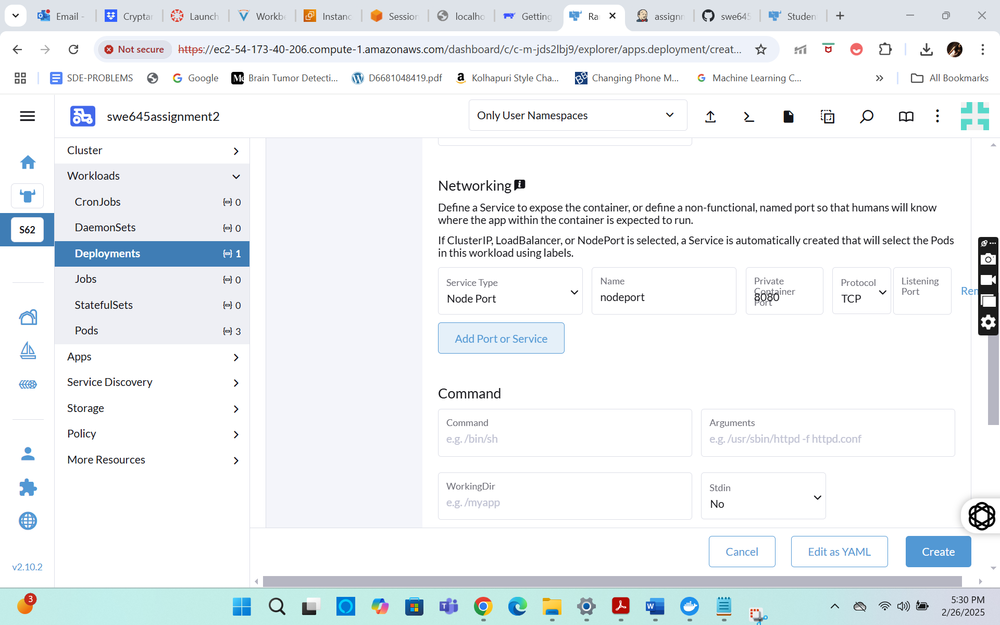 Email -
Crypta
Launch
Workbe
Instanc
Session
localho
Getting
Ra
assignm
swe645
Studen
Not secure
https://ec2-54-173-40-206.compute-1.amazonaws.com/dashboard/c/c-m-jds2lbj9/explorer/apps.deployment/creat...
SDE-PROBLEMS
Google
Me Brain Tumor Detecti...
D6681048419.pdf
Kolhapuri Style Cha...
BB Changing Phone M...
Machine Learning C...
All Bookmarks
swe645assignment2
Only User Namespaces
Cluster
Workloads
CronJobs 0
DaemonSets 0
Deployments 1
Jobs 0
StatefulSets 0
Pods 3
Apps
Service Discovery
Storage
Policy
More Resources
S62
v2.10.2
Networking
Define a Service to expose the container, or define a non-functional, named port so that humans will know
where the app within the container is expected to run.
If ClusterIP, LoadBalancer, or NodePort is selected, a Service is automatically created that will select the Pods
in this workload using labels.
Service Type
Node Port
Name
nodeport
Private
Container
Port
8080
Protocol
TCP
Listening
Port
Rem
Add Port or Service
Command
Command
e.g. /bin/sh
Arguments
e.g. /usr/sbin/httpd -f httpd.conf
WorkingDir
e.g. /myapp
Stdin
No
Cancel
Edit as YAML
Create
3
5:30 PM
2/26/2025